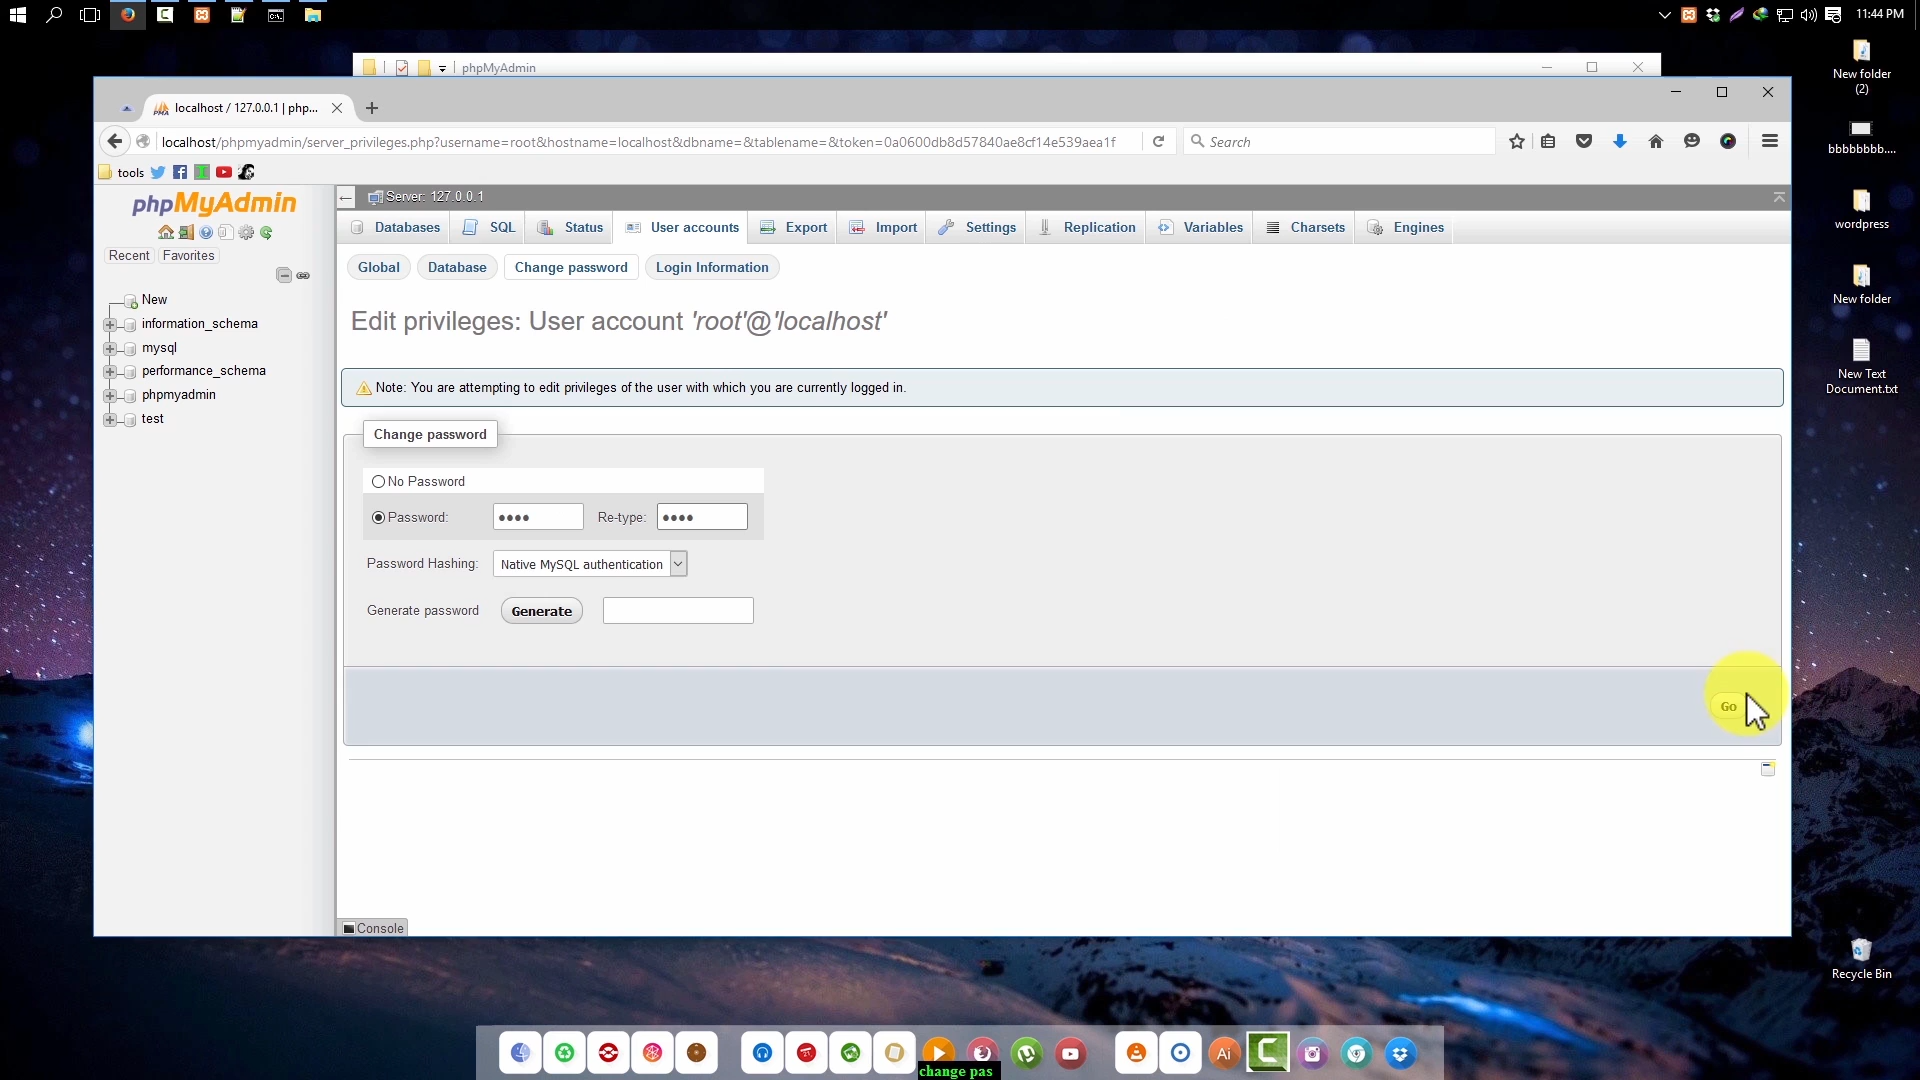 11:44 PM
phpMyAdmin
localhost / 127.0.0.1 | php...
localhost/phpmyadmin/server_privileges.php?username=root&hostname=localhost&dbname=&tablename=&token=0a0600db8d57840ae8cf14e539aea1f
Search
tools
phpMyAdmin
Recent Favorites
New
information_schema
mysql
performance_schema
phpmyadmin
test
Server: 127.0.0.1
Databases SQL Status User accounts Export Import Settings Replication Variables Charsets Engines
Global Database Change password Login Information
Edit privileges: User account 'root'@'localhost'
Note: You are attempting to edit privileges of the user with which you are currently logged in.
Change password
No Password
Password: •••• Re-type: ••••
Password Hashing: Native MySQL authentication
Generate password Generate
Go
Console
New folder
(2)
bbbbbbbb....
wordpress
New folder
New Text
Document.txt
Recycle Bin
Ai
change pas